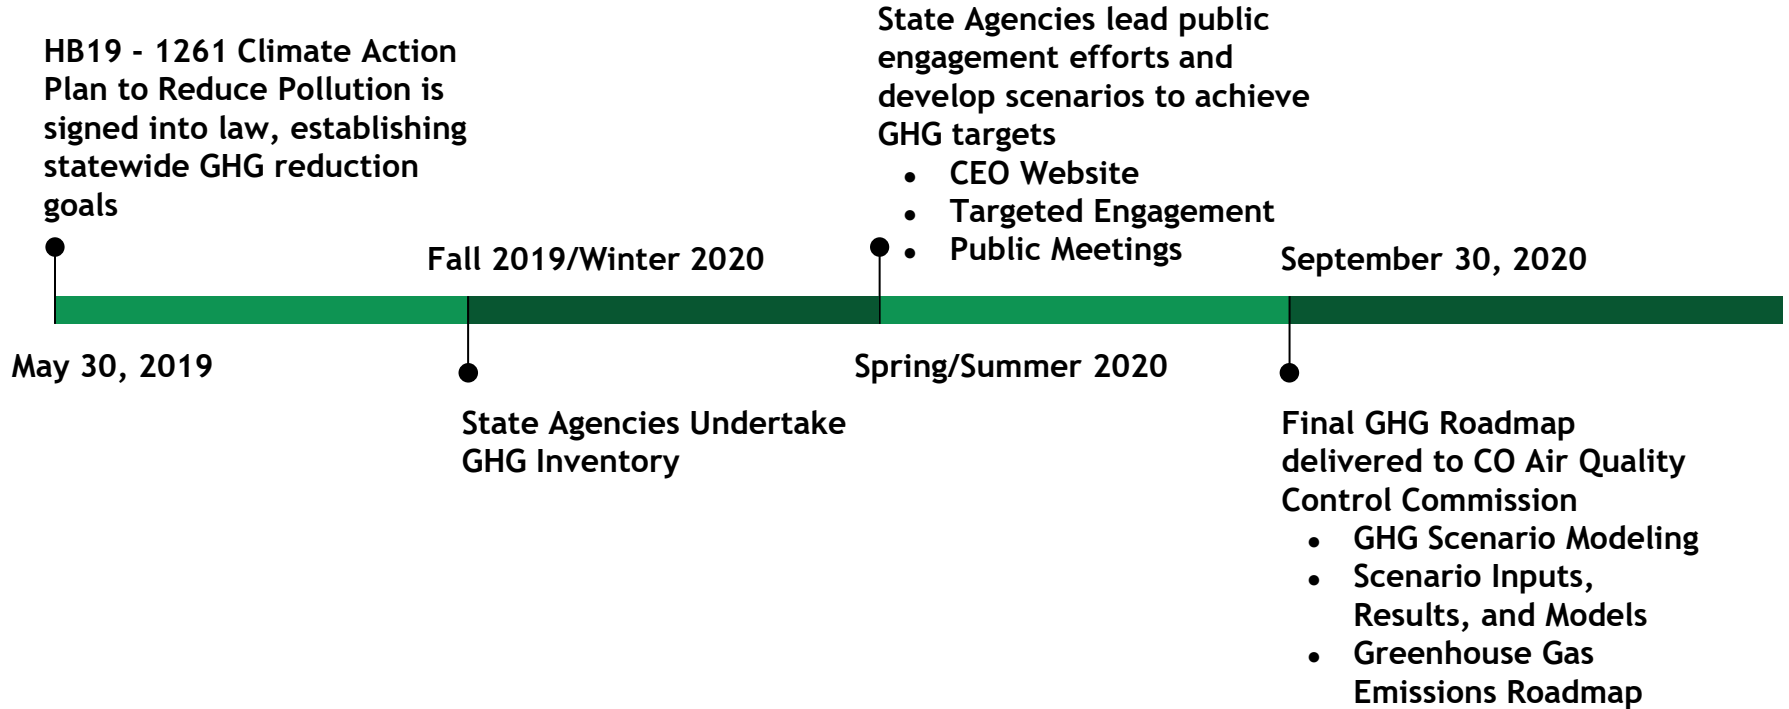 HB19 - 1261 Climate Action
Plan to Reduce Pollution is
signed into law, establishing
statewide GHG reduction
goals
May 30, 2019
Fall 2019/Winter 2020
State Agencies Undertake
GHG Inventory
State Agencies lead public
engagement efforts and
develop scenarios to achieve
GHG targets
● CEO Website
● Targeted Engagement
● Public Meetings
Spring/Summer 2020
September 30, 2020
Final GHG Roadmap
delivered to CO Air Quality
Control Commission
● GHG Scenario Modeling
● Scenario Inputs,
Results, and Models
● Greenhouse Gas
Emissions Roadmap